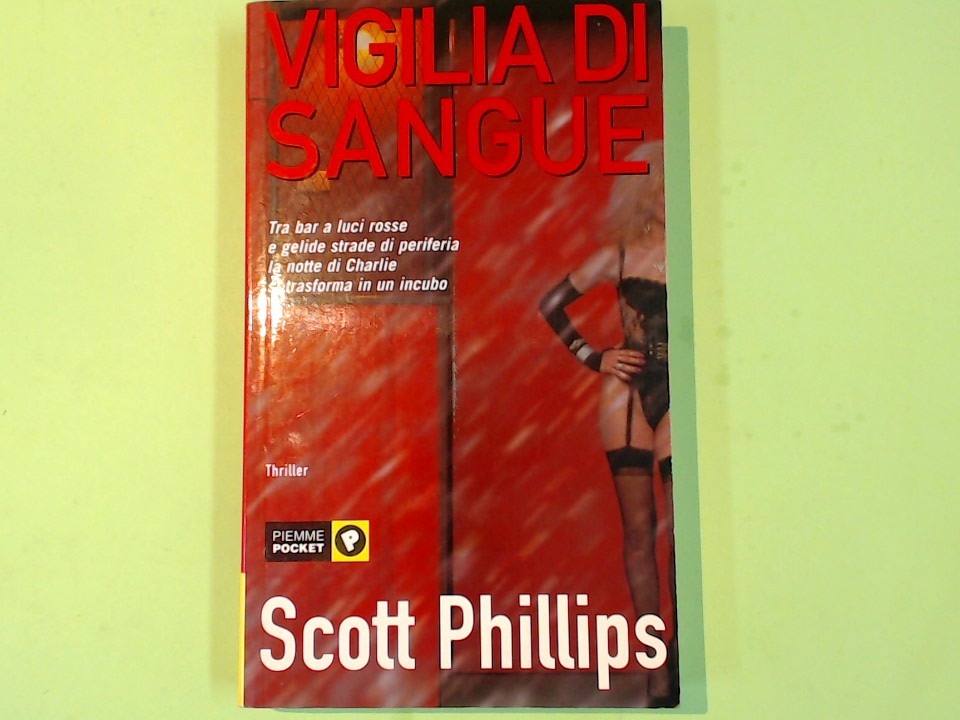 VIGILIA DI
SANGUE
Tra bar a luci rosse
e gelide strade di periferia
la notte di Charlie
si trasforma in un incubo
Thriller
PIEMME
POCKET
P
Scott Phillips